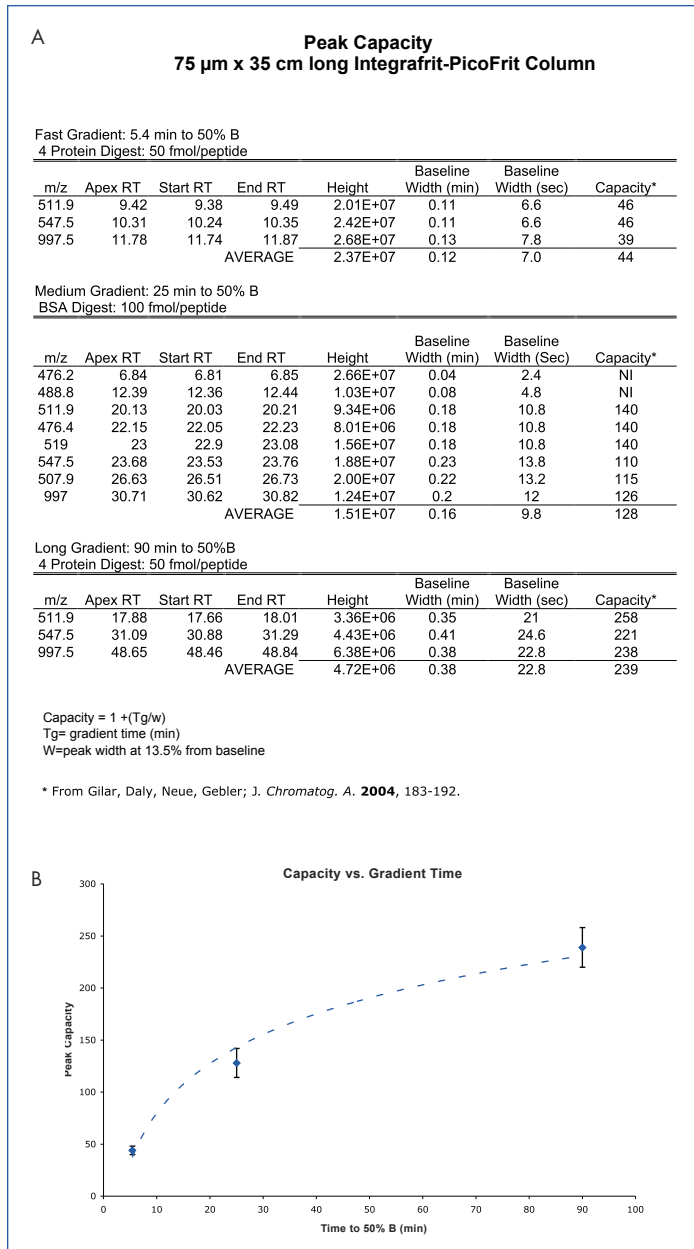 A
Peak Capacity
75 µm x 35 cm long Integrafrit-PicoFrit Column
Fast Gradient: 5.4 min to 50% B
4 Protein Digest: 50 fmol/peptide
Baseline Baseline
m/z Apex RT Start RT End RT Height Width (min) Width (sec) Capacity*
511.9 9.42 9.38 9.49 2.01E+07 0.11 6.6 46
547.5 10.31 10.24 10.35 2.42E+07 0.11 6.6 46
997.5 11.78 11.74 11.87 2.68E+07 0.13 7.8 39
AVERAGE 2.37E+07 0.12 7.0 44
Medium Gradient: 25 min to 50% B
BSA Digest: 100 fmol/peptide
Baseline Baseline
m/z Apex RT Start RT End RT Height Width (min) Width (Sec) Capacity*
476.2 6.84 6.81 6.85 2.66E+07 0.04 2.4 NI
488.8 12.39 12.36 12.44 1.03E+07 0.08 4.8 NI
511.9 20.13 20.03 20.21 9.34E+06 0.18 10.8 140
476.4 22.15 22.05 22.23 8.01E+06 0.18 10.8 140
519 23 22.9 23.08 1.56E+07 0.18 10.8 140
547.5 23.68 23.53 23.76 1.88E+07 0.23 13.8 110
507.9 26.63 26.51 26.73 2.00E+07 0.22 13.2 115
997 30.71 30.62 30.82 1.24E+07 0.2 12 126
AVERAGE 1.51E+07 0.16 9.8 128
Long Gradient: 90 min to 50%B
4 Protein Digest: 50 fmol/peptide
Baseline Baseline
m/z Apex RT Start RT End RT Height Width (min) Width (sec) Capacity*
511.9 17.88 17.66 18.01 3.36E+06 0.35 21 258
547.5 31.09 30.88 31.29 4.43E+06 0.41 24.6 221
997.5 48.65 48.46 48.84 6.38E+06 0.38 22.8 238
AVERAGE 4.72E+06 0.38 22.8 239
Capacity = 1 +(Tg/w)
Tg= gradient time (min)
W=peak width at 13.5% from baseline
* From Gilar, Daly, Neue, Gebler; J. Chromatog. A. 2004, 183-192.
B
Capacity vs. Gradient Time
300
250
200
150
100
50
0
Peak Capacity
0 10 20 30 40 50 60 70 80 90 100
Time to 50% B (min)